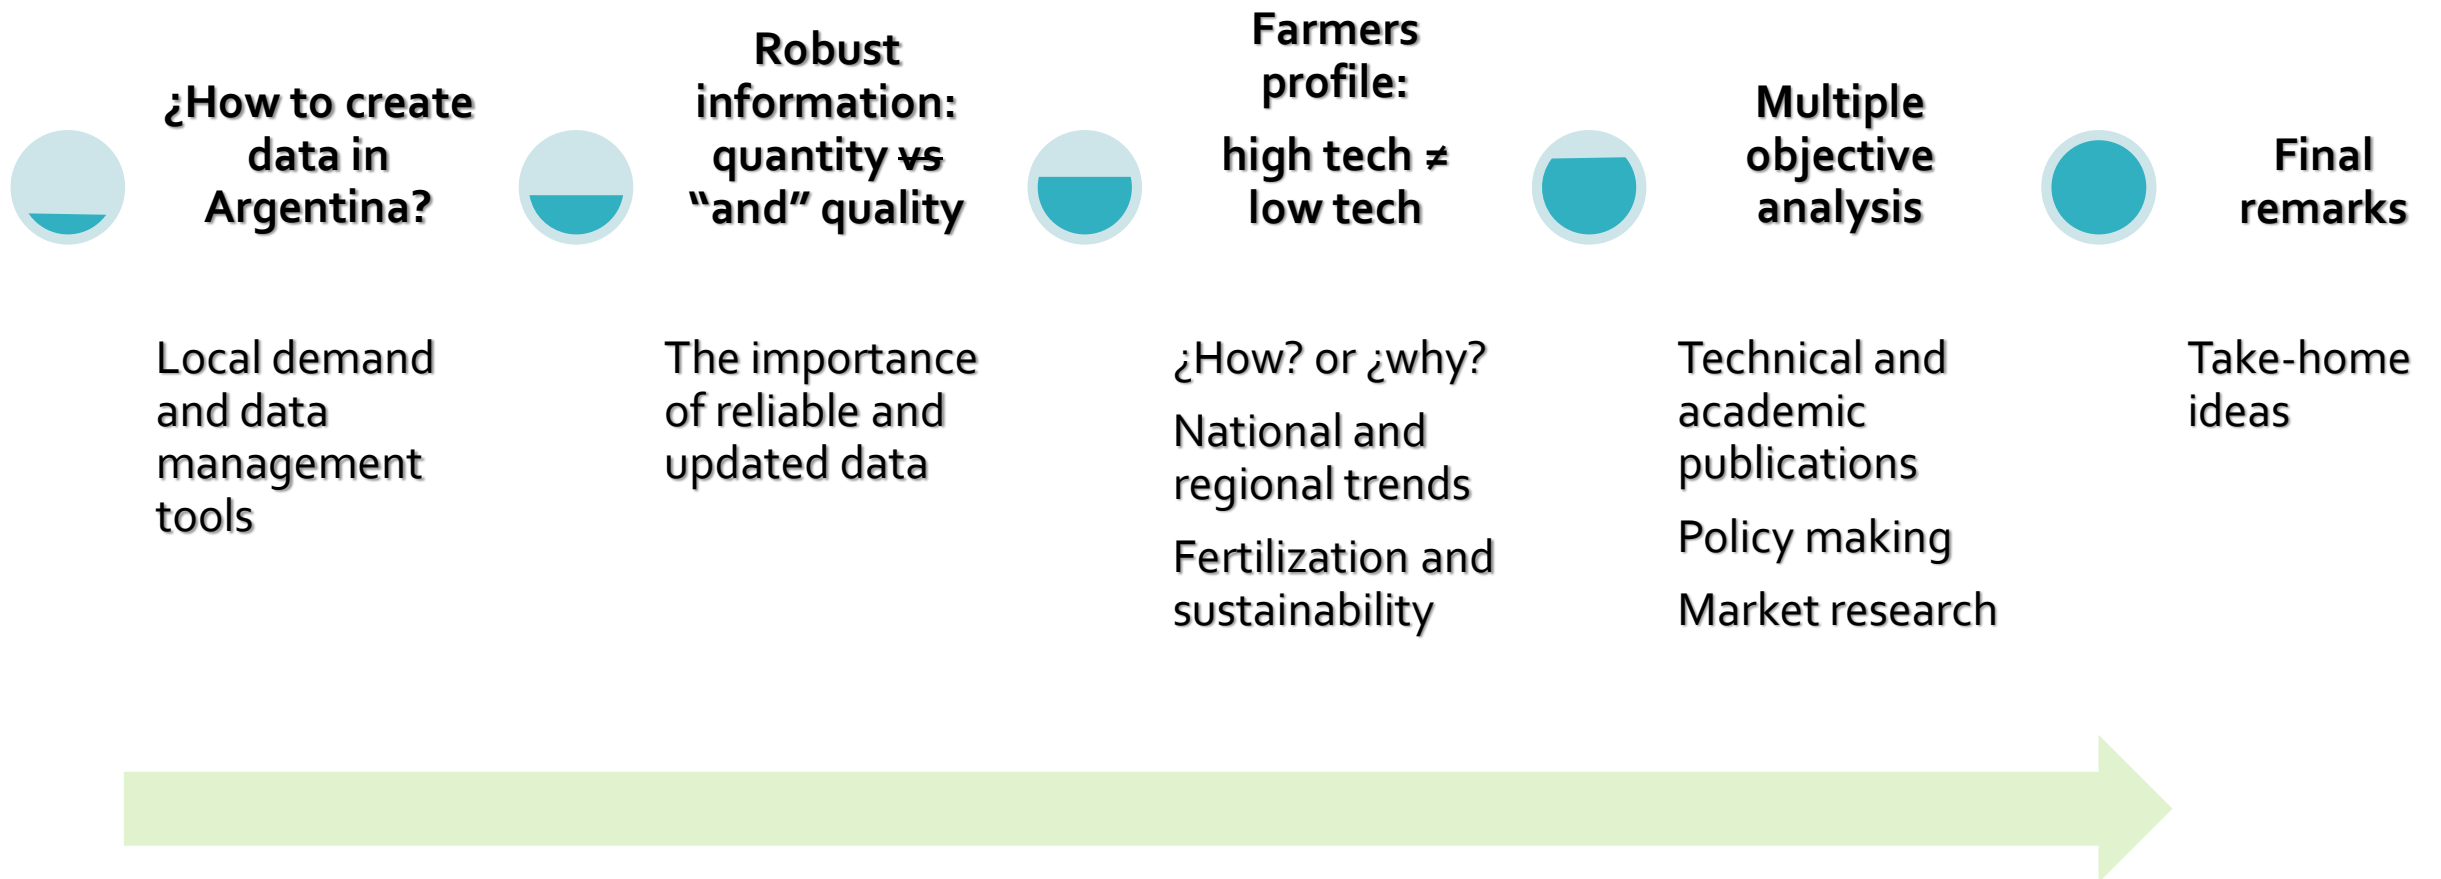 ¿How to create
data in
Argentina?
Local demand
and data
management
tools
Robust
information:
quantity vs
“and” quality
The importance
of reliable and
updated data
Farmers
profile:
high tech ≠
low tech
¿How? or ¿why?
National and
regional trends
Fertilization and
sustainability
Multiple
objective
analysis
Technical and
academic
publications
Policy making
Market research
Final
remarks
Take-home
ideas